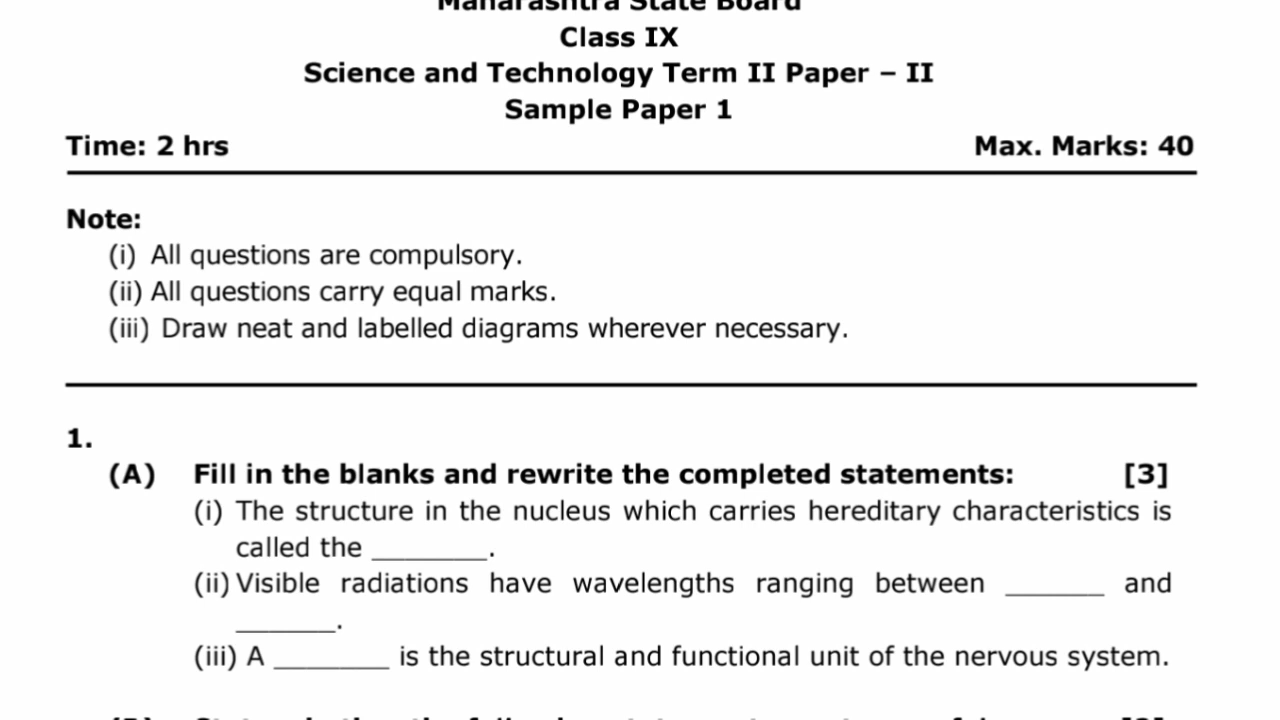 Maharashtra State Board
Class IX
Science and Technology Term II Paper – II
Sample Paper 1
Time: 2 hrs Max. Marks: 40
Note:
(i) All questions are compulsory.
(ii) All questions carry equal marks.
(iii) Draw neat and labelled diagrams wherever necessary.
1.
(A) Fill in the blanks and rewrite the completed statements: [3]
(i) The structure in the nucleus which carries hereditary characteristics is
called the ________.
(ii) Visible radiations have wavelengths ranging between _______ and
_______.
(iii) A ________ is the structural and functional unit of the nervous system.